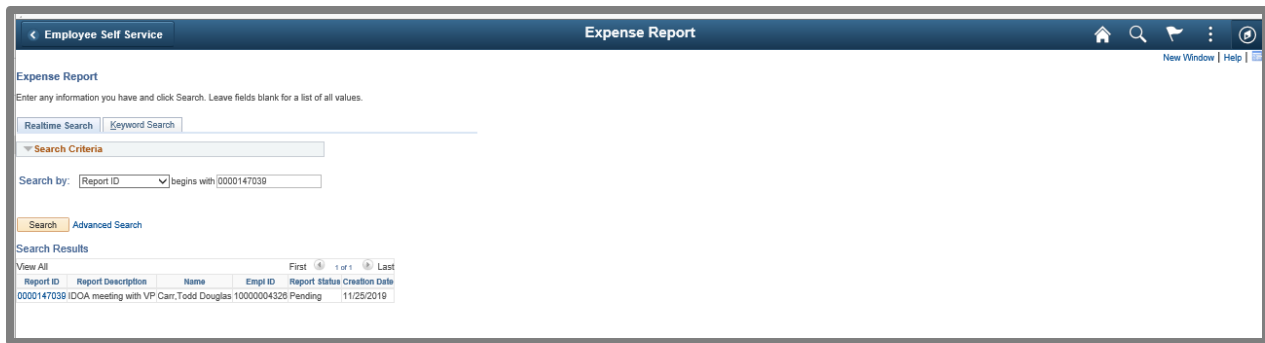 Employee Self Service
Expense Report
New Window | Help |
Expense Report
Enter any information you have and click Search. Leave fields blank for a list of all values.
Realtime Search Keyword Search
Search Criteria
Search by: Report ID begins with 0000147039
Search Advanced Search
Search Results
View All First 1 of 1 Last
Report ID Report Description Name Empl ID Report Status Creation Date
0000147039 IDOA meeting with VP Carr,Todd Douglas 10000004326 Pending 11/25/2019